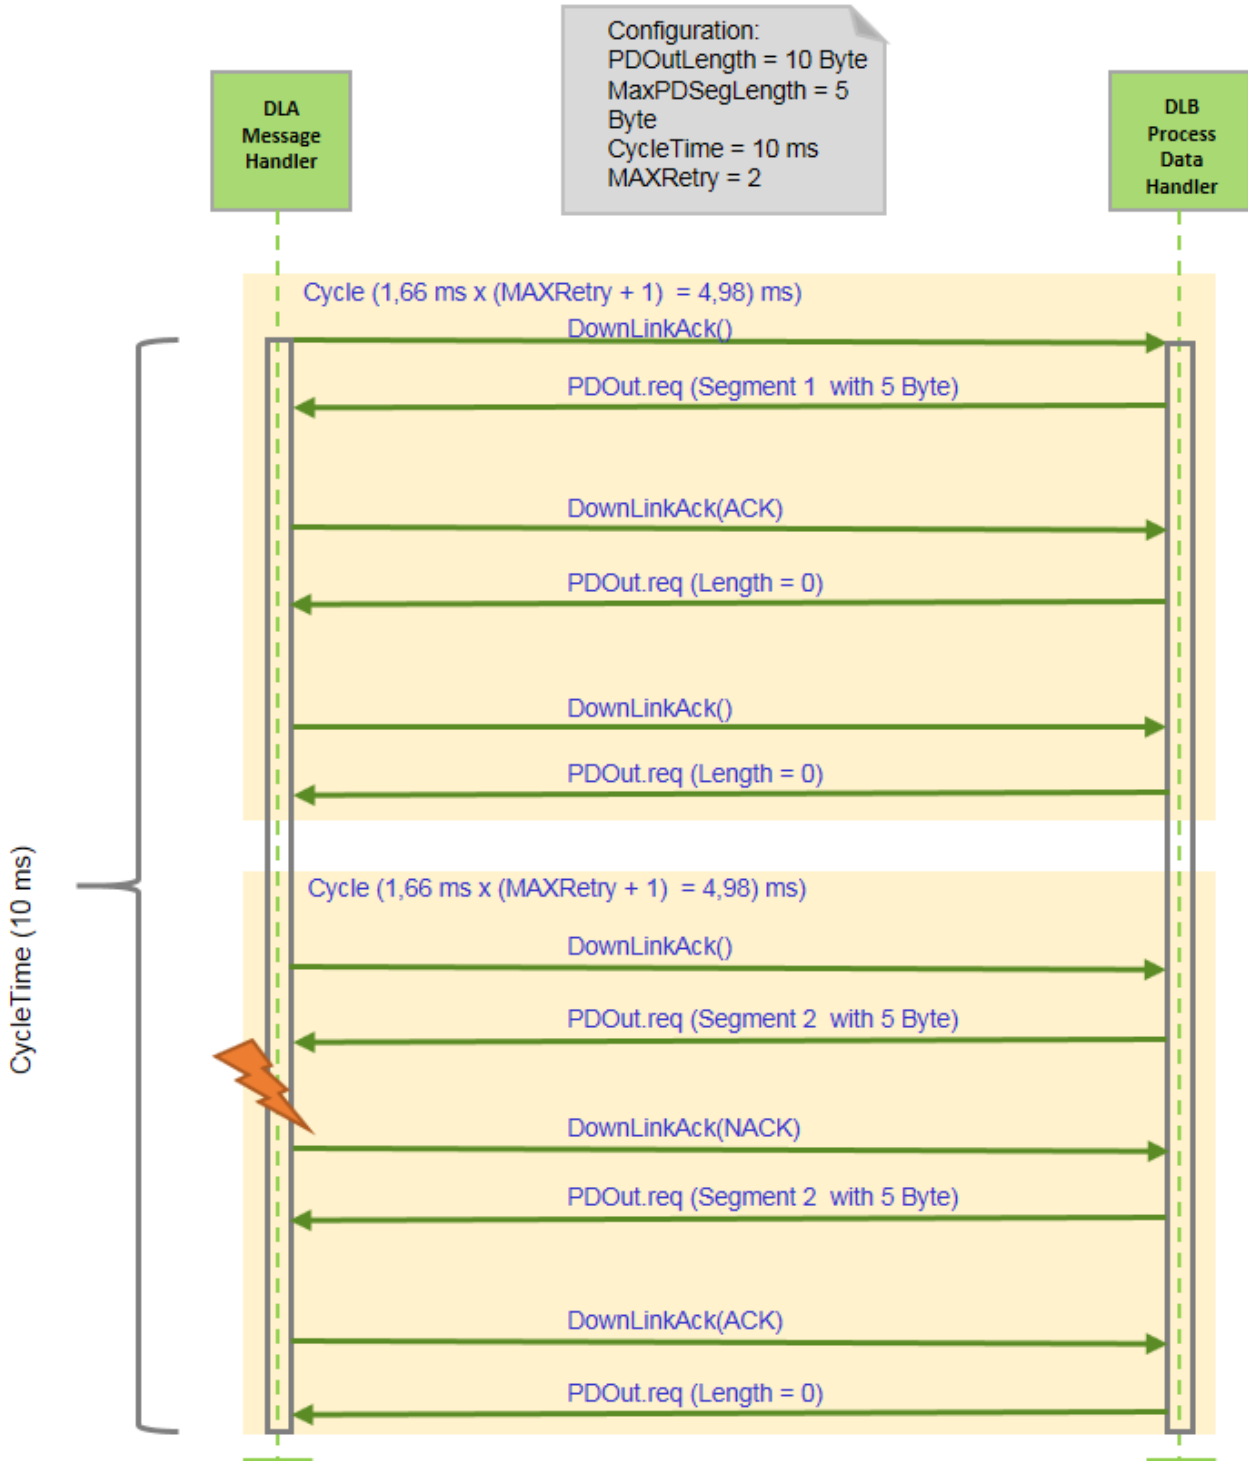 Configuration:
PDOutLength = 10 Byte
MaxPDSegLength = 5
Byte
CycleTime = 10 ms
MAXRetry = 2
DLA
Message
Handler
DLB
Process
Data
Handler
Cycle (1,66 ms x (MAXRetry + 1)  = 4,98) ms)
DownLinkAck()
PDOut.req (Segment 1  with 5 Byte)
DownLinkAck(ACK)
PDOut.req (Length = 0)
DownLinkAck()
PDOut.req (Length = 0)
CycleTime (10 ms)
Cycle (1,66 ms x (MAXRetry + 1)  = 4,98) ms)
DownLinkAck()
PDOut.req (Segment 2  with 5 Byte)
DownLinkAck(NACK)
PDOut.req (Segment 2  with 5 Byte)
DownLinkAck(ACK)
PDOut.req (Length = 0)